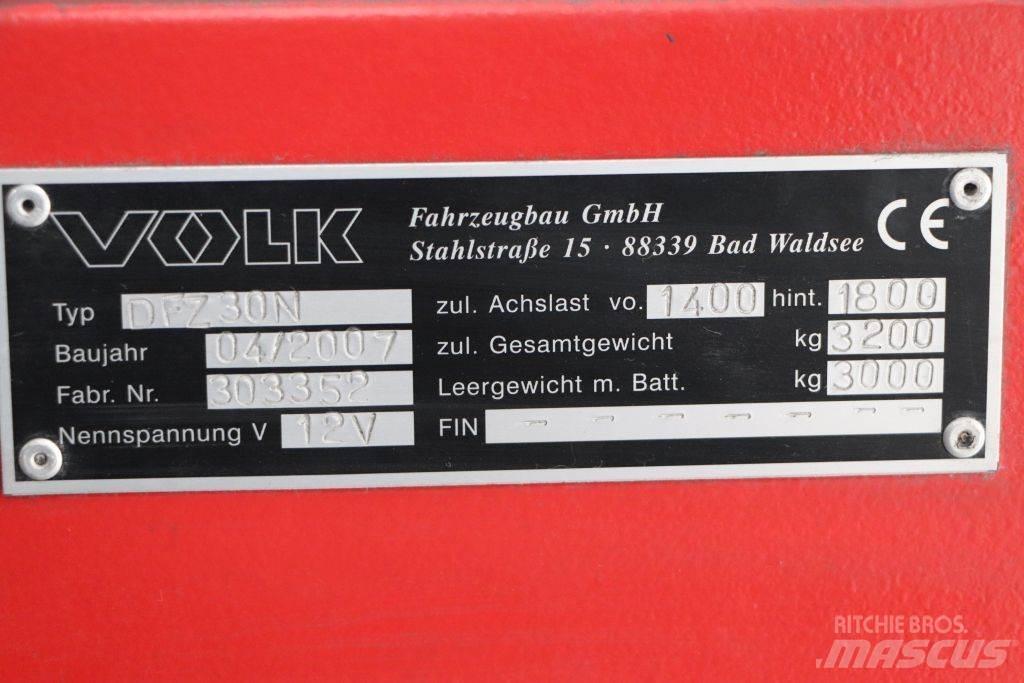 VOLK Fahrzeugbau GmbH
Stahlstraße 15 · 88339 Bad Waldsee CE
Typ DFZ30N zul. Achslast vo. 1400 hint. 1800
Baujahr 04/2007 zul. Gesamtgewicht kg 3200
Fabr. Nr. 303352 Leergewicht m. Batt. kg 3000
Nennspannung V 12V FIN - - - - - - -
RITCHIE BROS.
MASCUS